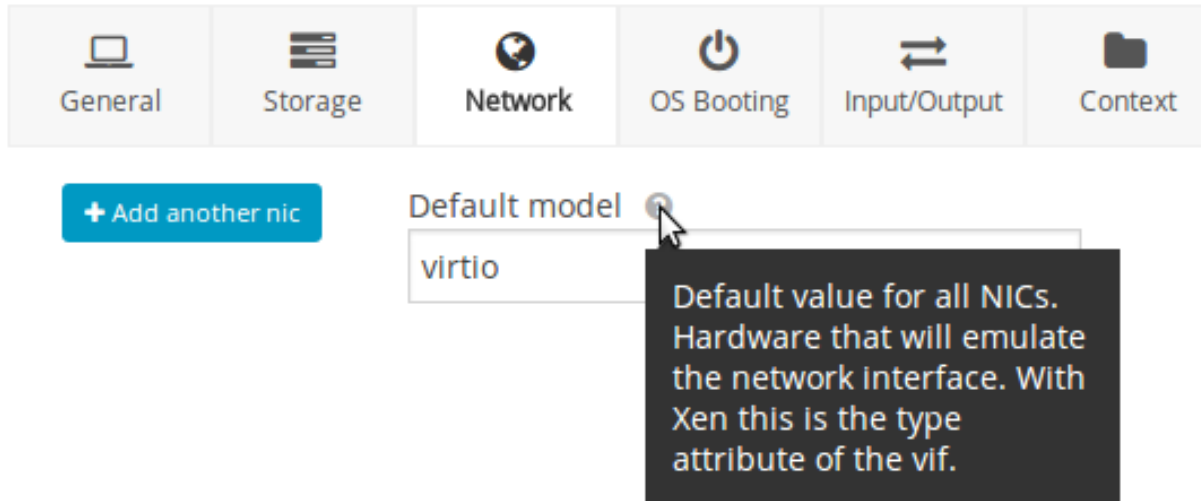 General Storage Network OS Booting Input/Output Context
+ Add another nic Default model ?
virtio
Default value for all NICs.
Hardware that will emulate
the network interface. With
Xen this is the type
attribute of the vif.